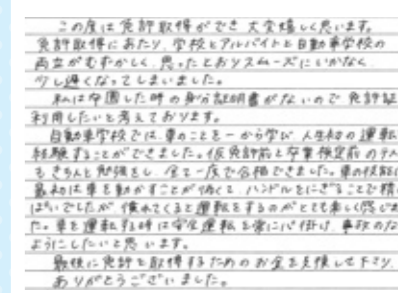 この度は免許取得ができ大変嬉しく思います。
免許取得にあたり、学校とアルバイトと自動車学校の
両立がむずかしく、思ったとおりスムーズにいかなく
少し遅くなってしまいました。
私は 園した時の身分証明書がないので免許証
利用したいと考えております。
自動車学校では、車のことを一から学び、人生初の運転
経験することができました。仮免許前と卒業検定前の
もきちんと勉強をし、全て一度で合格できました。車の技能
最初は車を動かすことが怖くて、ハンドルをにぎることで精
ぱいでしたが、慣れてくると運転をするのがとても楽しく感じ
た。車を運転する時は安全運転を常に心掛け、事故のな
ようにしたいと思います。
最後に免許を取得するためのお金を支援して下さり、
ありがとうございました。